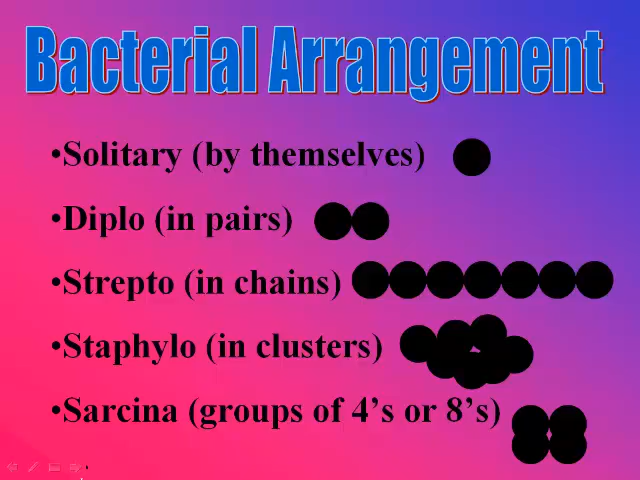 Bacterial Arrangement
•Solitary (by themselves)
•Diplo (in pairs)
•Strepto (in chains)
•Staphylo (in clusters)
•Sarcina (groups of 4’s or 8’s)